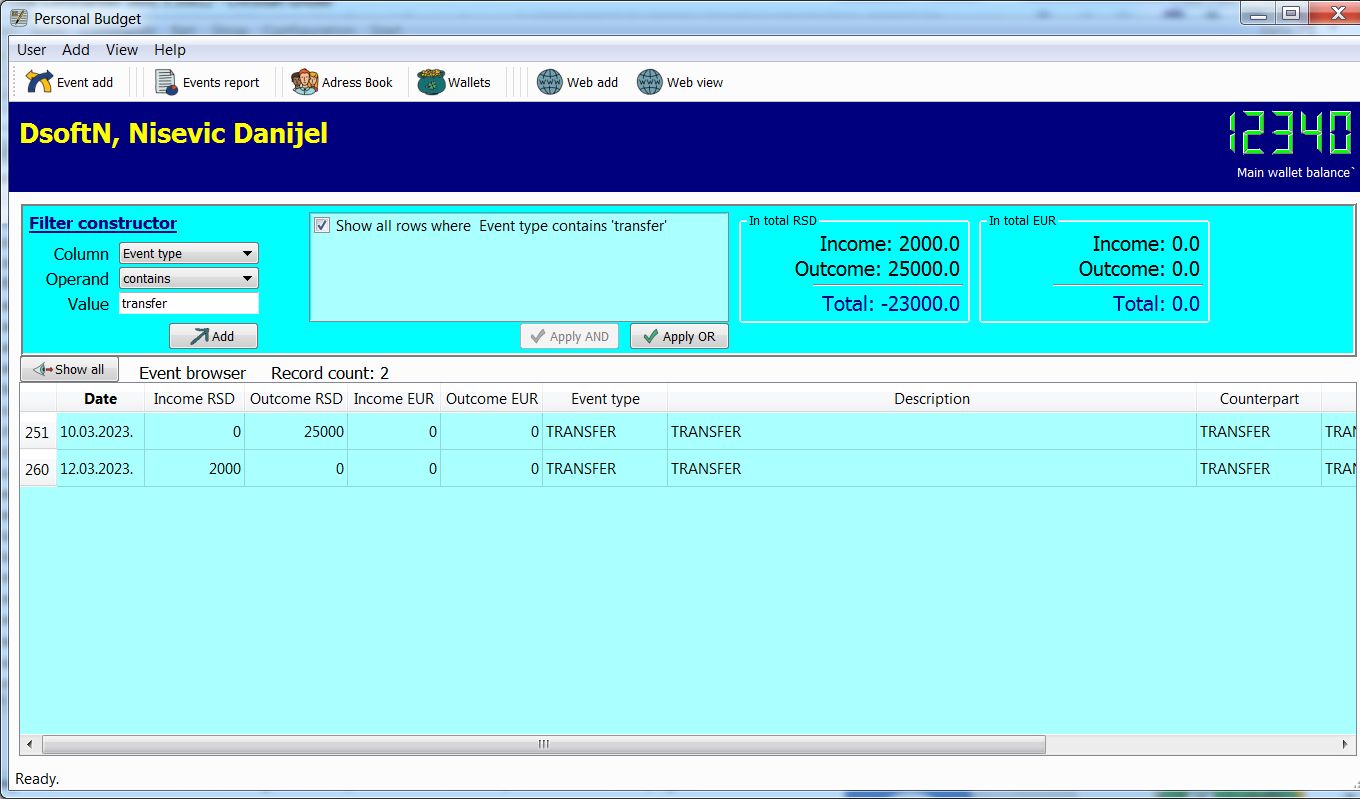 Personal Budget
User Add View Help
Event add Events report Adress Book Wallets Web add Web view
DsoftN, Nisevic Danijel
12340
Main wallet balance`
Filter constructor
Column Event type
Operand contains
Value transfer
Add
Show all rows where  Event type contains 'transfer'
Apply AND Apply OR
In total RSD
Income: 2000.0
Outcome: 25000.0
Total: -23000.0
In total EUR
Income: 0.0
Outcome: 0.0
Total: 0.0
Show all Event browser Record count: 2
Date Income RSD Outcome RSD Income EUR Outcome EUR Event type Description Counterpart
251 10.03.2023. 0 25000 0 0 TRANSFER TRANSFER TRANSFER TRAN
260 12.03.2023. 2000 0 0 0 TRANSFER TRANSFER TRANSFER TRAN
Ready.